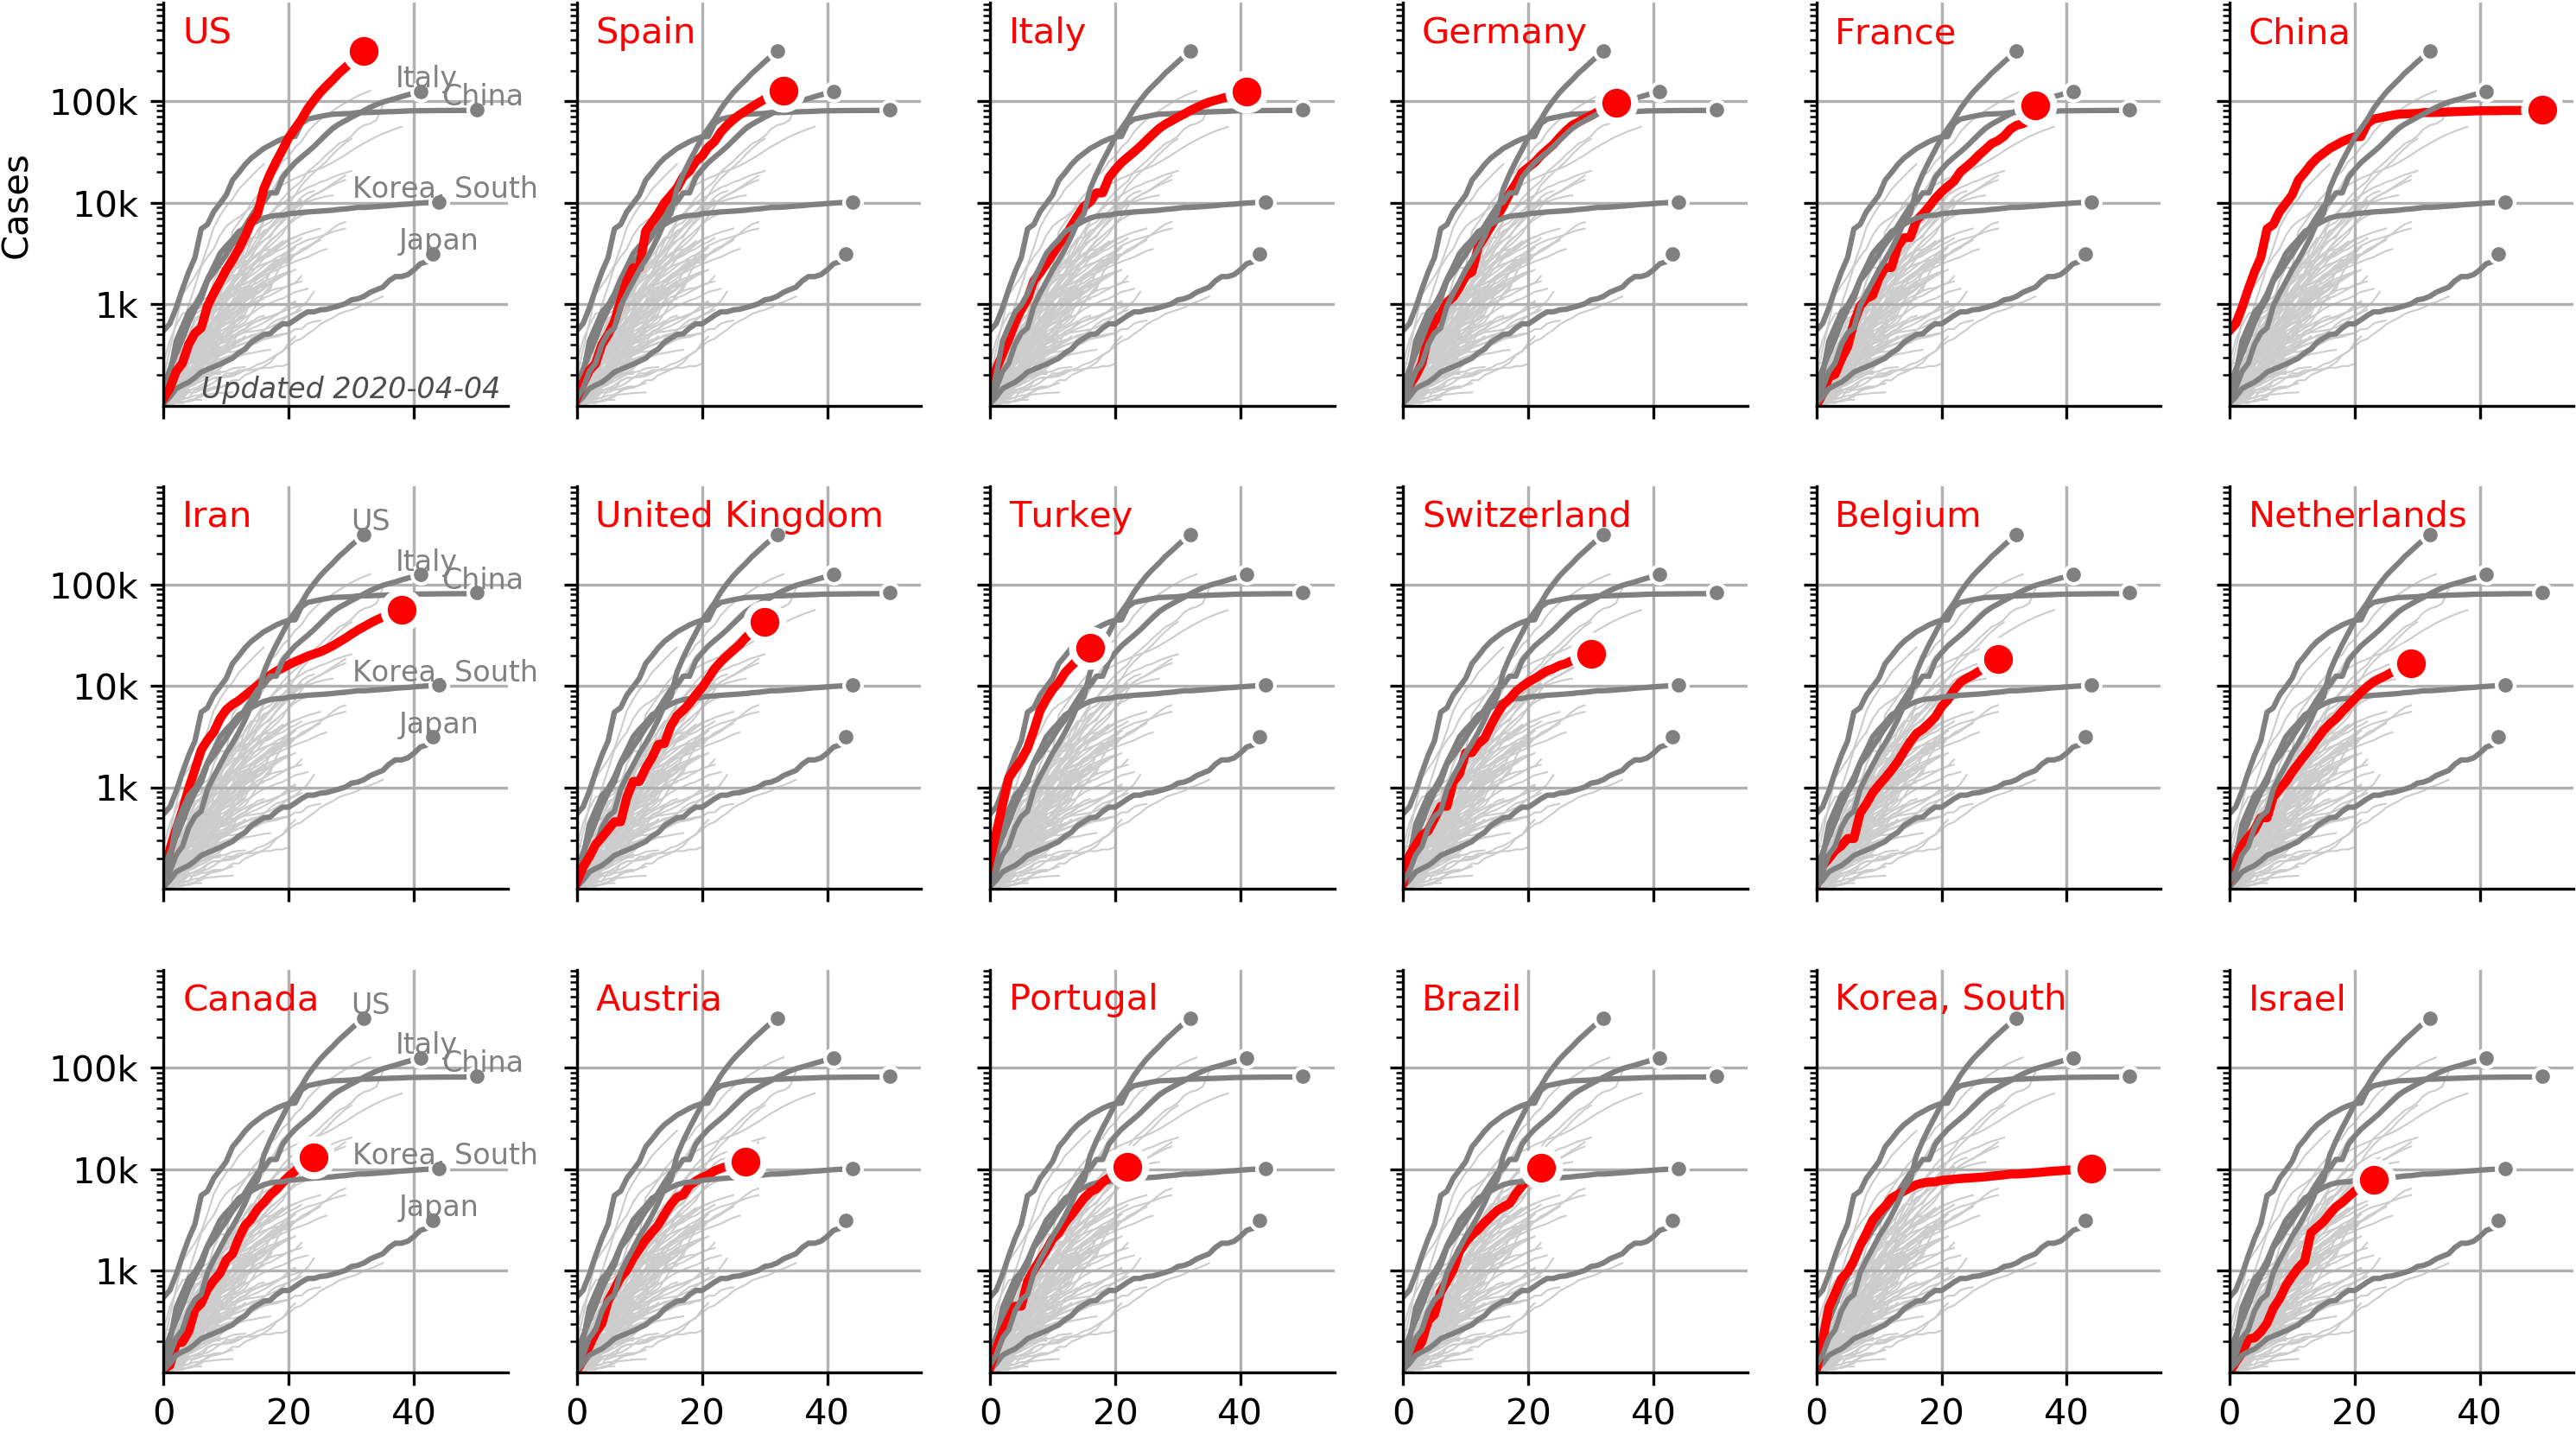 US
Spain
Italy
Germany
France
China
Cases
100k
10k
1k
Italy
China
Korea, South
Japan
Updated 2020-04-04
Iran
United Kingdom
Turkey
Switzerland
Belgium
Netherlands
100k
10k
1k
US
Italy
China
Korea, South
Japan
Canada
Austria
Portugal
Brazil
Korea, South
Israel
100k
10k
1k
US
Italy
China
Korea, South
Japan
0 20 40
0 20 40
0 20 40
0 20 40
0 20 40
0 20 40